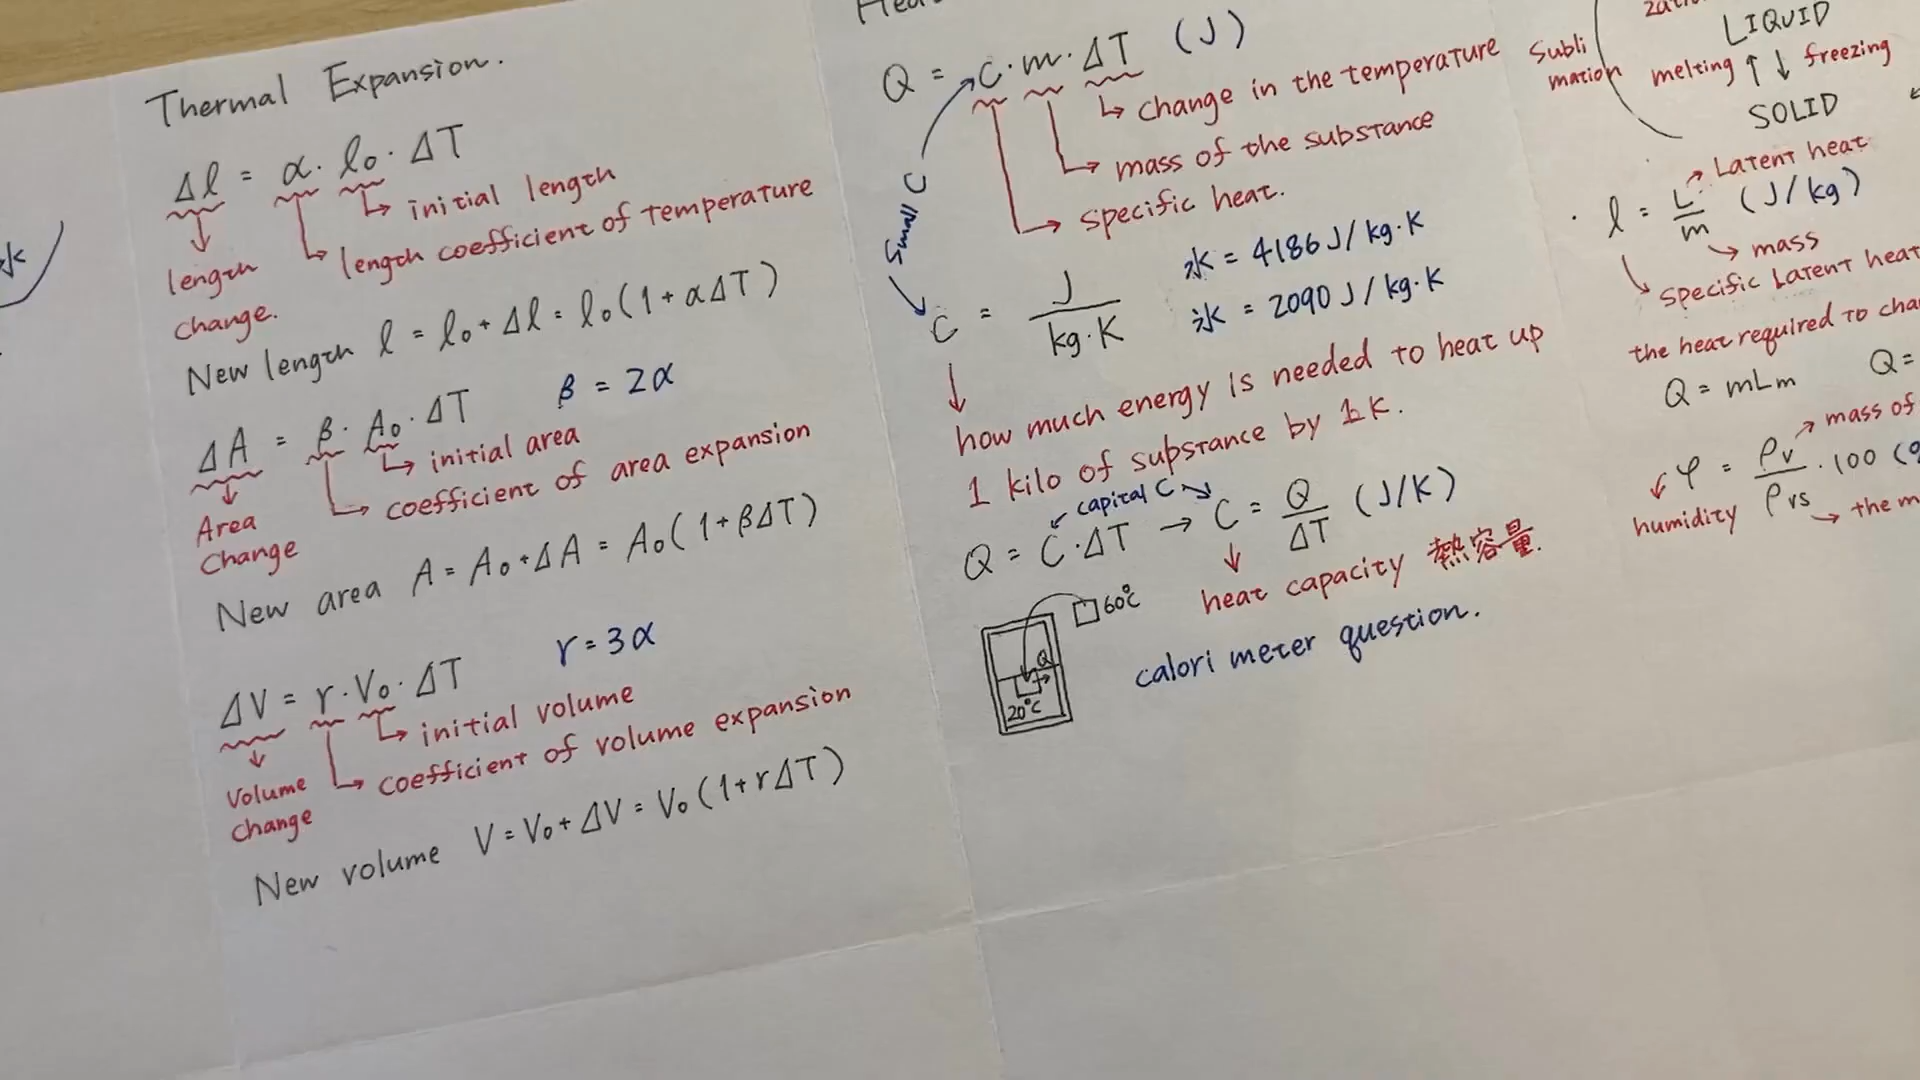 Thermal Expansion.
Δl = α · l₀ · ΔT
initial length
length coefficient of temperature
length
change.
New length l = l₀ + Δl = l₀(1 + αΔT)
β = 2α
ΔA = β · A₀ · ΔT
initial area
coefficient of area expansion
Area
Change
New area A = A₀ + ΔA = A₀(1 + βΔT)
r = 3α
ΔV = r · V₀ · ΔT
initial volume
coefficient of volume expansion
Volume
change
New volume V = V₀ + ΔV = V₀(1 + rΔT)
Q = C · m · ΔT (J)
change in the temperature
mass of the substance
specific heat.
small C
C = J / kg·K
水 = 4186 J/kg·K
氷 = 2090 J/kg·K
how much energy is needed to heat up
1 kilo of substance by 1K.
capital C
Q = C·ΔT → C = Q/ΔT (J/K)
heat capacity 熱容量.
60°C
Q
20°C
calori meter question.
LIQUID
Subli
mation
melting ↑↓ freezing
SOLID
Latent heat
· l = L/m (J/kg)
mass
specific Latent heat
the heat required to
Q = mLm
Q =
mass of
φ = ρv/ρvs · 100
humidity
the